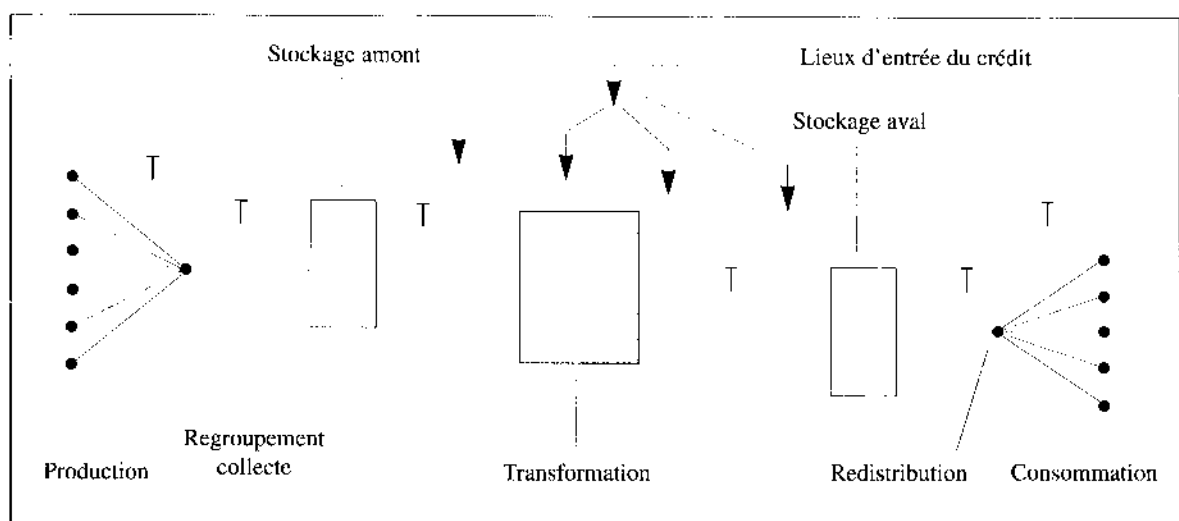 Stockage amont
Lieux d'entrée du crédit
Stockage aval
T
T
T
T
T
T
Regroupement
collecte
Production
Transformation
Redistribution
Consommation